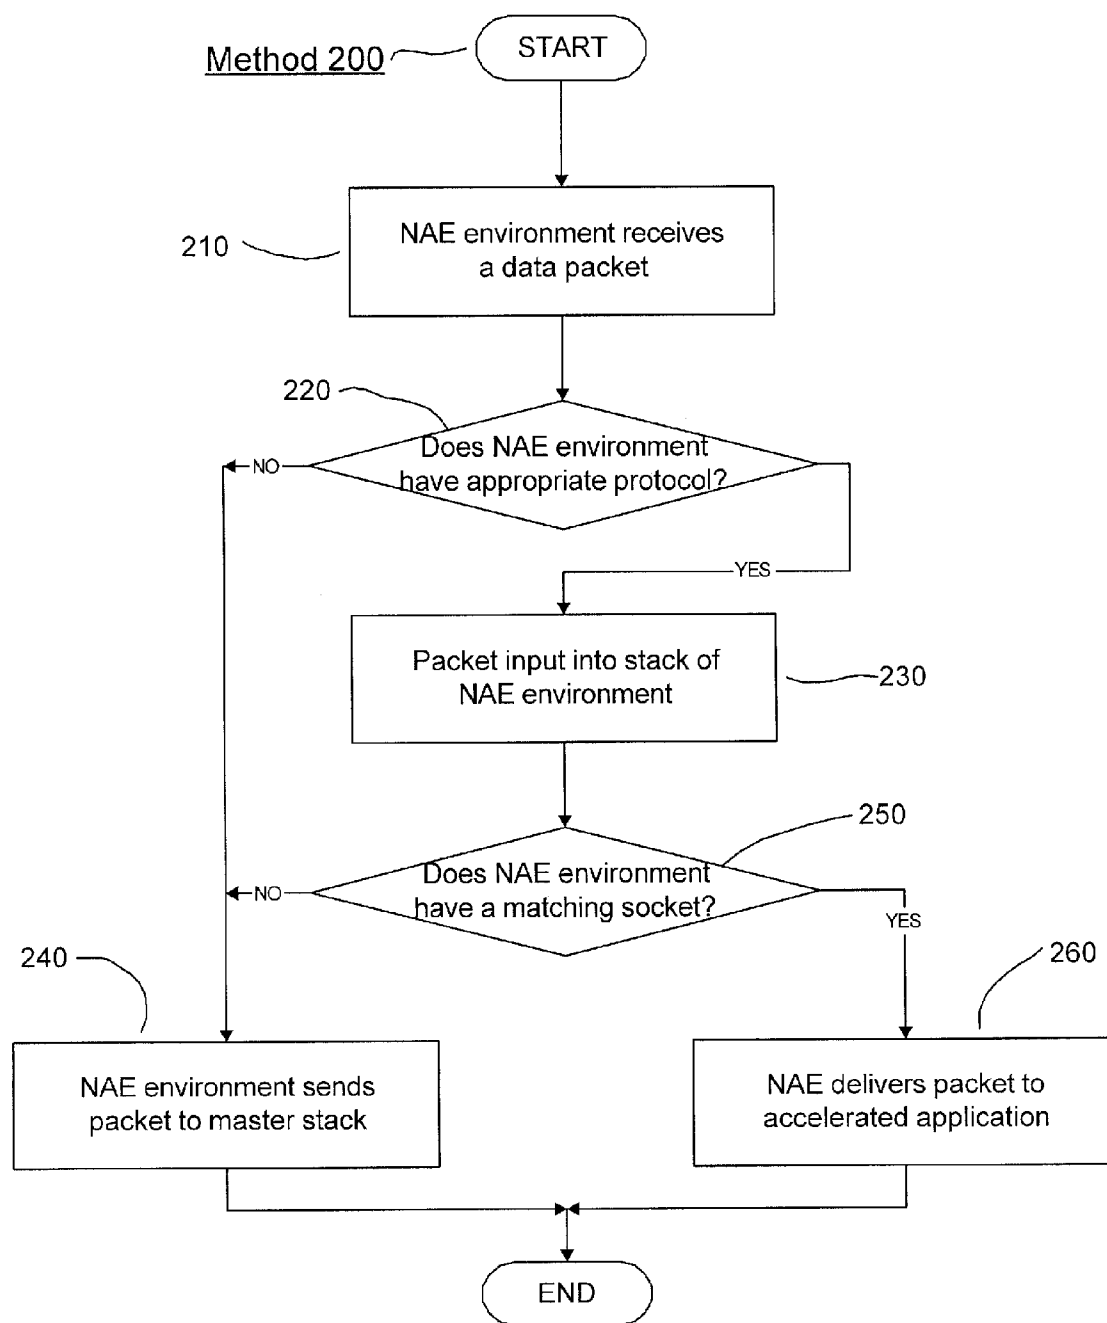 Method 200
START
210
NAE environment receives
a data packet
220
Does NAE environment
have appropriate protocol?
NO
YES
Packet input into stack of
NAE environment
230
250
Does NAE environment
have a matching socket?
NO
YES
240
260
NAE environment sends
packet to master stack
NAE delivers packet to
accelerated application
END